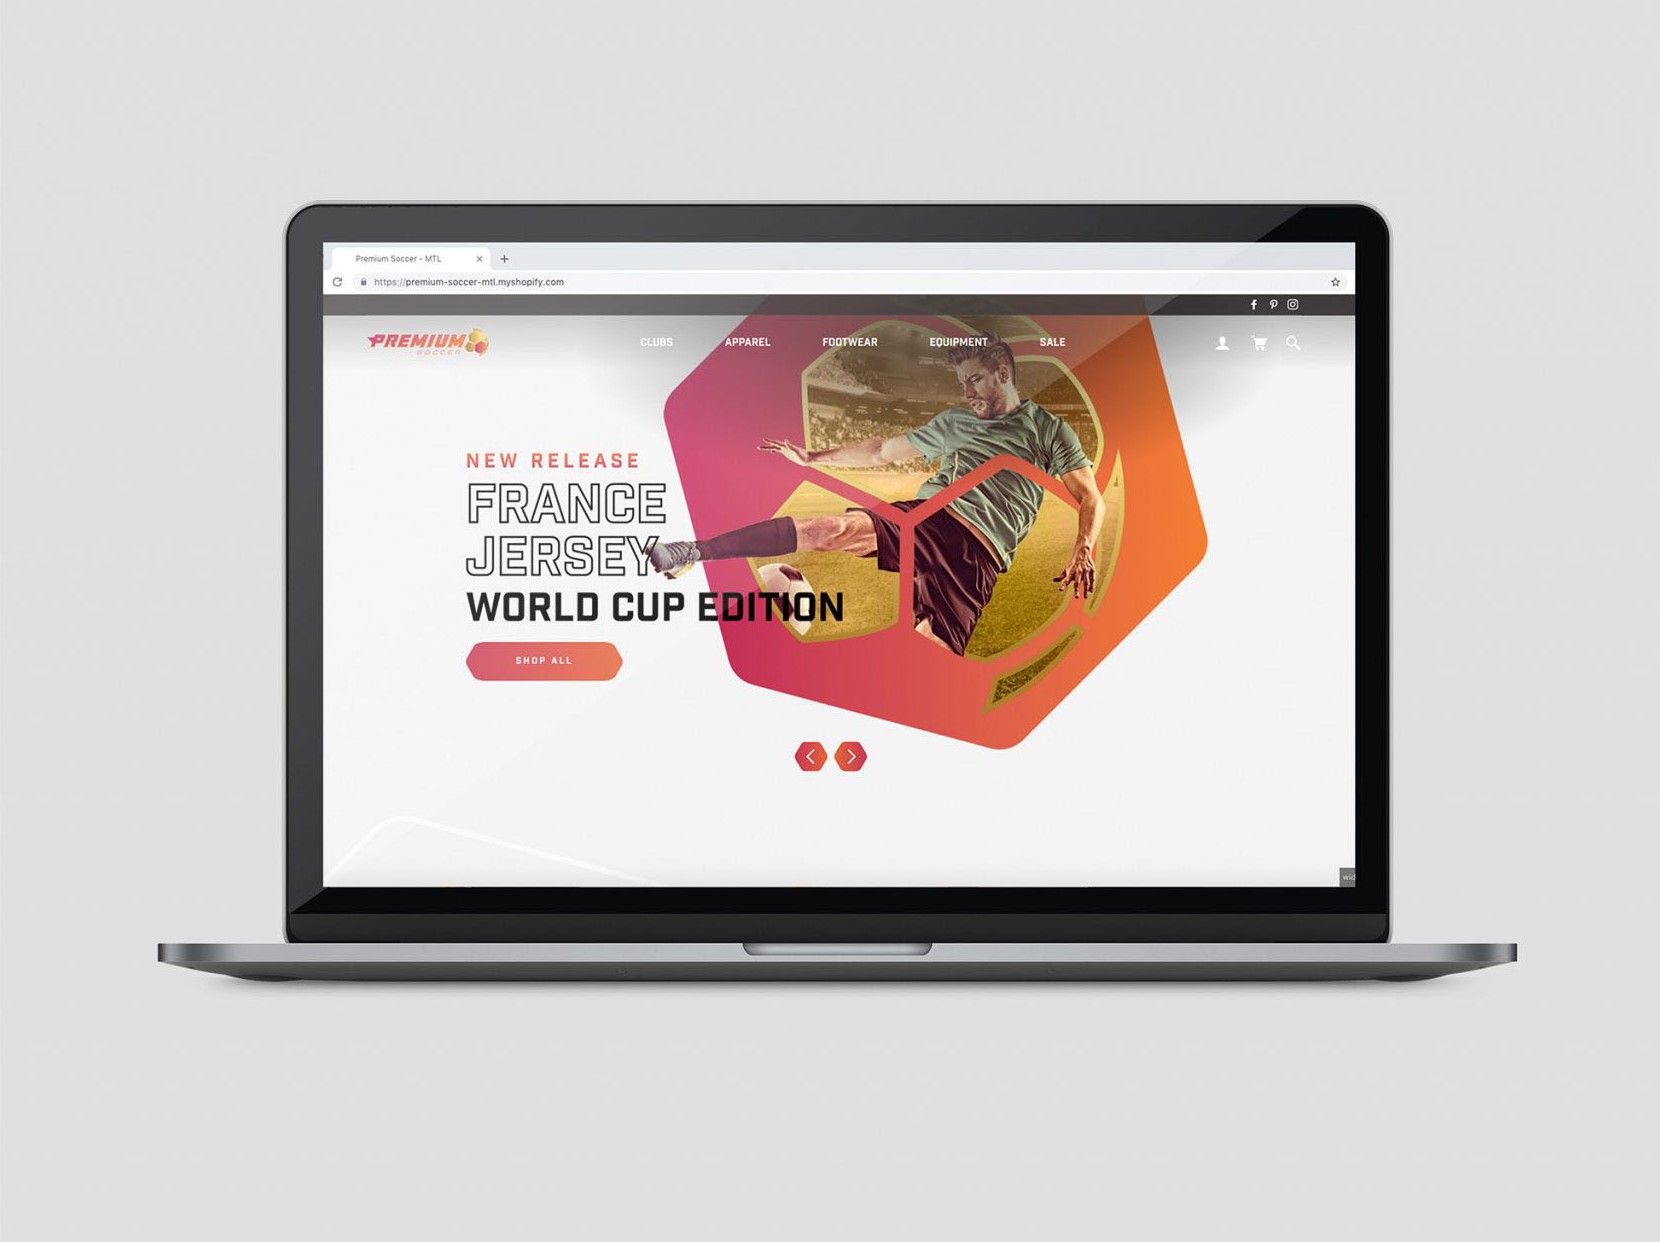 Premium Soccer - MTL
https://premium-soccer-mtl.myshopify.com
PREMIUM
SOCCER
CLUBS
APPAREL
FOOTWEAR
EQUIPMENT
SALE
NEW RELEASE
FRANCE
JERSEY
WORLD CUP EDITION
SHOP ALL